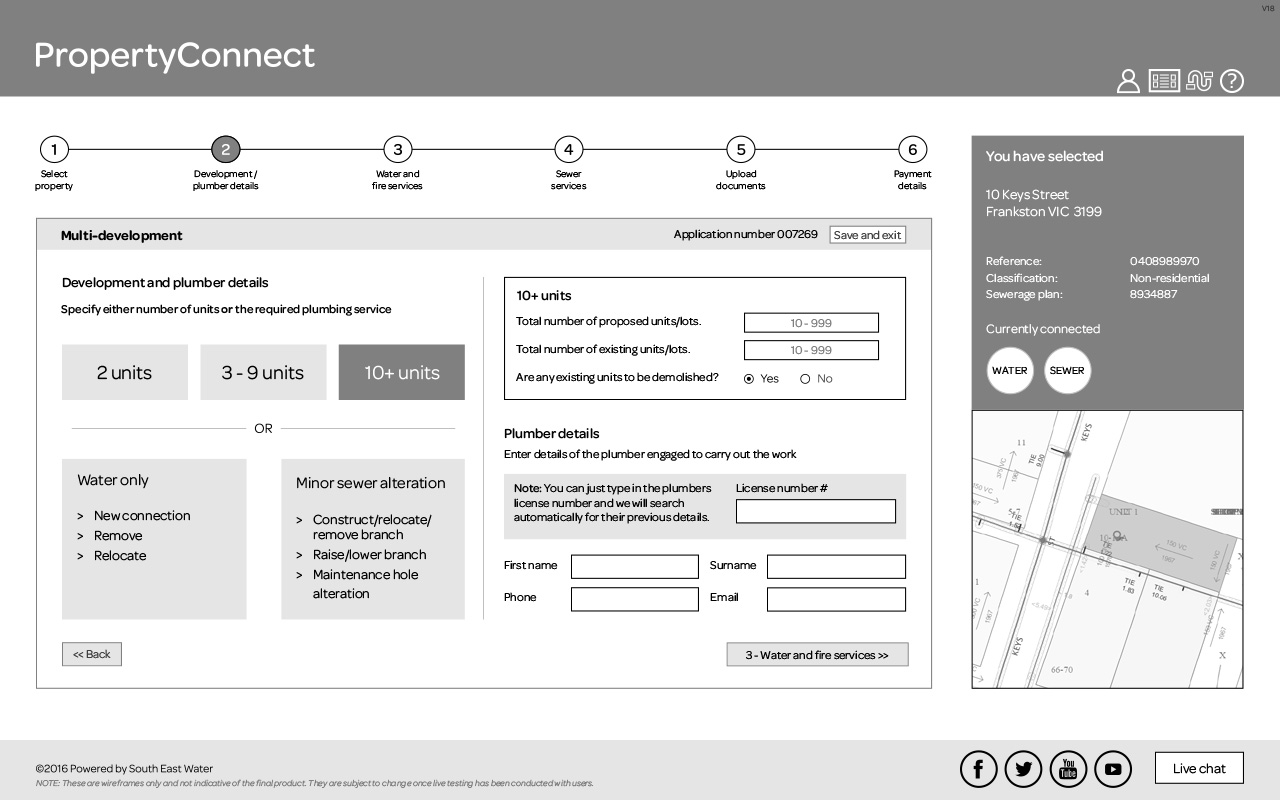 V18
PropertyConnect
1
2
3
4
5
6
Select
property
Development /
plumber details
Water and
fire services
Sewer
services
Upload
documents
Payment
details
Multi-development
Application number 007269
Save and exit
Development and plumber details
Specify either number of units or the required plumbing service
2 units
3 - 9 units
10+ units
OR
Water only
> New connection
> Remove
> Relocate
Minor sewer alteration
> Construct/relocate/
remove branch
> Raise/lower branch
> Maintenance hole
alteration
10+ units
Total number of proposed units/lots.
10 - 999
Total number of existing units/lots.
10 - 999
Are any existing units to be demolished?
Yes
No
Plumber details
Enter details of the plumber engaged to carry out the work
Note: You can just type in the plumbers
license number and we will search
automatically for their previous details.
License number #
First name
Surname
Phone
Email
<< Back
3 - Water and fire services >>
You have selected
10 Keys Street
Frankston VIC 3199
Reference: 0408989970
Classification: Non-residential
Sewerage plan: 8934887
Currently connected
WATER
SEWER
KEYS
11
TIE
9.00
1967
UNIT 1
150 VC
1967
ST
TIE
1.83
TIE
10.06
1
4
1967
KEYS
66-70
X
©2016 Powered by South East Water
NOTE: These are wireframes only and not indicative of the final product. They are subject to change once live testing has been conducted with users.
You
Tube
Live chat